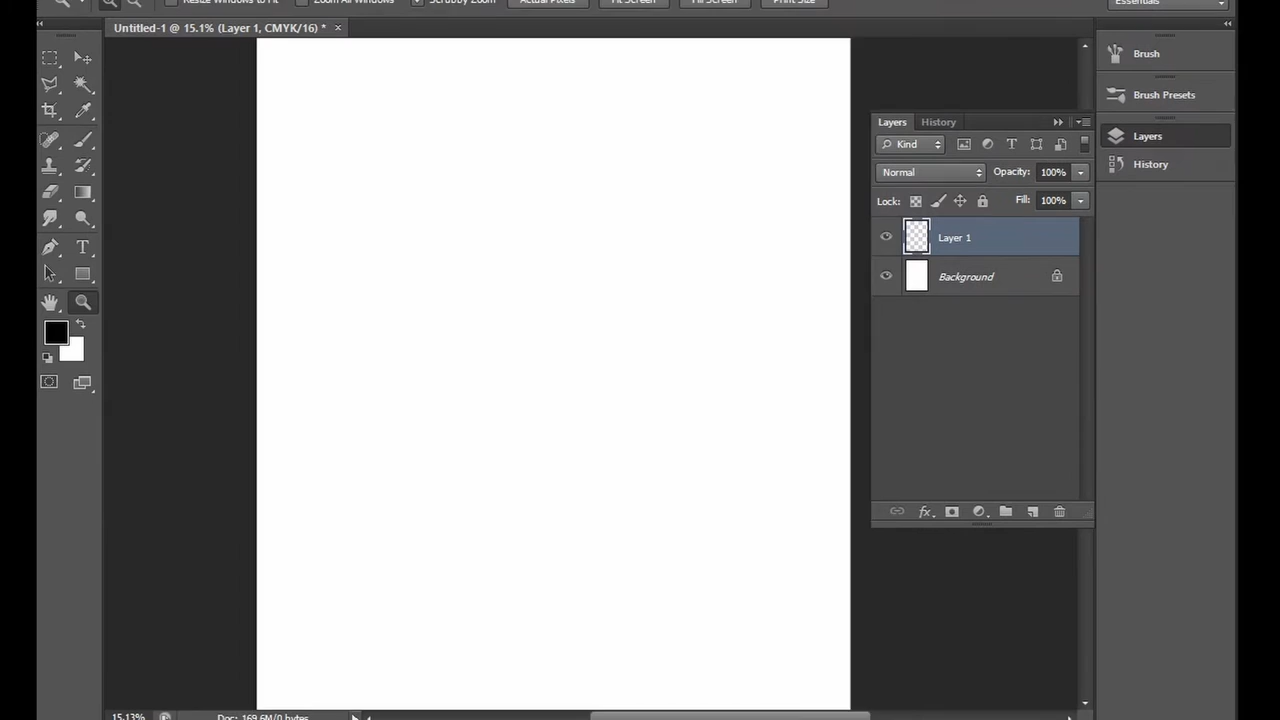 Resize Windows to Fit Zoom All Windows Scrubby Zoom Actual Pixels Fit Screen Fill Screen Print Size Essentials
Untitled-1 @ 15.1% (Layer 1, CMYK/16) * ×
Brush
Brush Presets
Layers History
Layers
Kind T
History
Normal Opacity: 100%
Lock: Fill: 100%
Layer 1
T
Background
fx
15.13% Doc: 169.6M/0 bytes